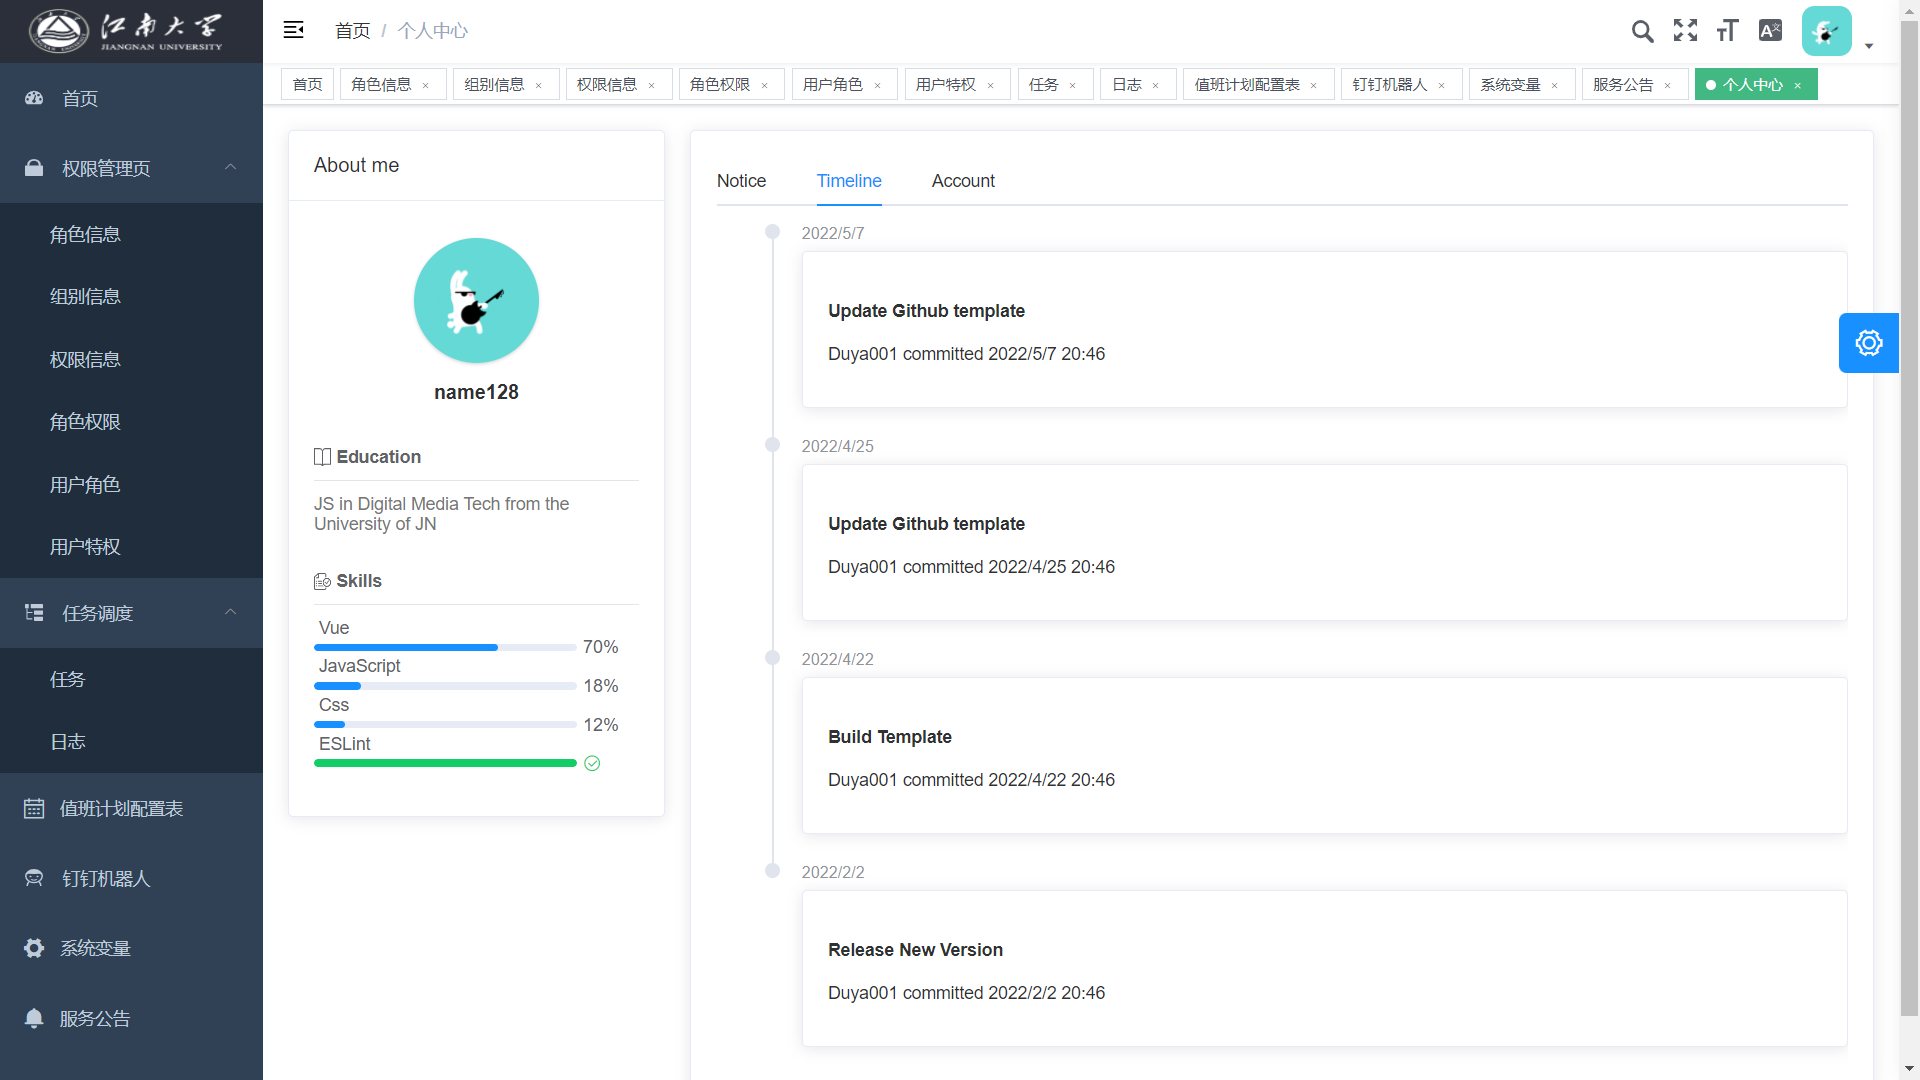 江南大学
JIANGNAN UNIVERSITY
首页
权限管理页
角色信息
组别信息
权限信息
角色权限
用户角色
用户特权
任务调度
任务
日志
值班计划配置表
钉钉机器人
系统变量
服务公告
首页 / 个人中心
首页 角色信息 × 组别信息 × 权限信息 × 角色权限 × 用户角色 × 用户特权 × 任务 × 日志 × 值班计划配置表 × 钉钉机器人 × 系统变量 × 服务公告 × 个人中心 ×
About me
name128
Education
JS in Digital Media Tech from the
University of JN
Skills
Vue
70%
JavaScript
18%
Css
12%
ESLint
Notice Timeline Account
2022/5/7
Update Github template
Duya001 committed 2022/5/7 20:46
2022/4/25
Update Github template
Duya001 committed 2022/4/25 20:46
2022/4/22
Build Template
Duya001 committed 2022/4/22 20:46
2022/2/2
Release New Version
Duya001 committed 2022/2/2 20:46